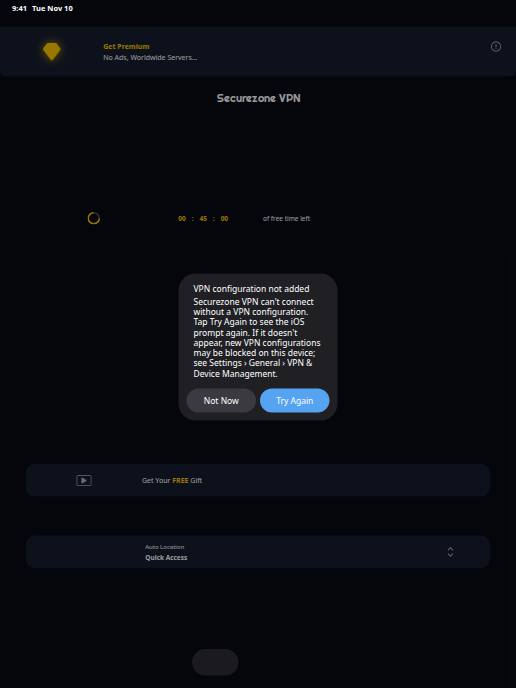 9:41 Tue Nov 10
Get Premium
No Ads, Worldwide Servers...
Securezone VPN
00 : 45 : 00 of free time left
VPN configuration not added
Securezone VPN can't connect
without a VPN configuration.
Tap Try Again to see the iOS
prompt again. If it doesn't
appear, new VPN configurations
may be blocked on this device;
see Settings › General › VPN &
Device Management.
Not Now Try Again
Get Your FREE Gift
Auto Location
Quick Access